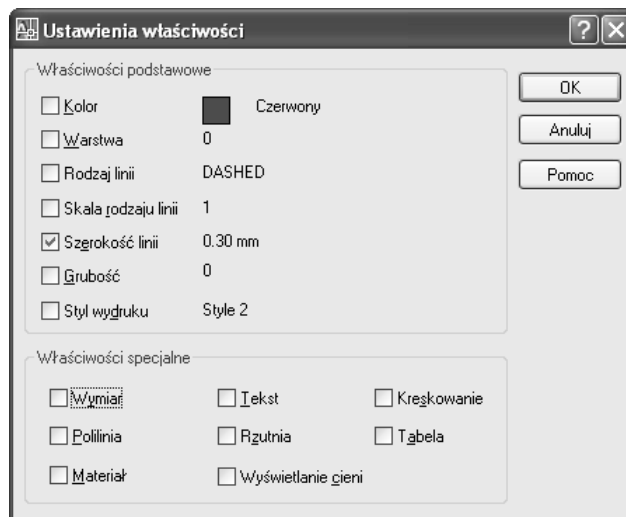 Ustawienia właściwości
Właściwości podstawowe
Kolor Czerwony
Warstwa 0
Rodzaj linii DASHED
Skala rodzaju linii 1
Szerokość linii 0.30 mm
Grubość 0
Styl wydruku Style 2
OK
Anuluj
Pomoc
Właściwości specjalne
Wymiar Tekst Kreskowanie
Polilinia Rzutnia Tabela
Materiał Wyświetlanie cieni